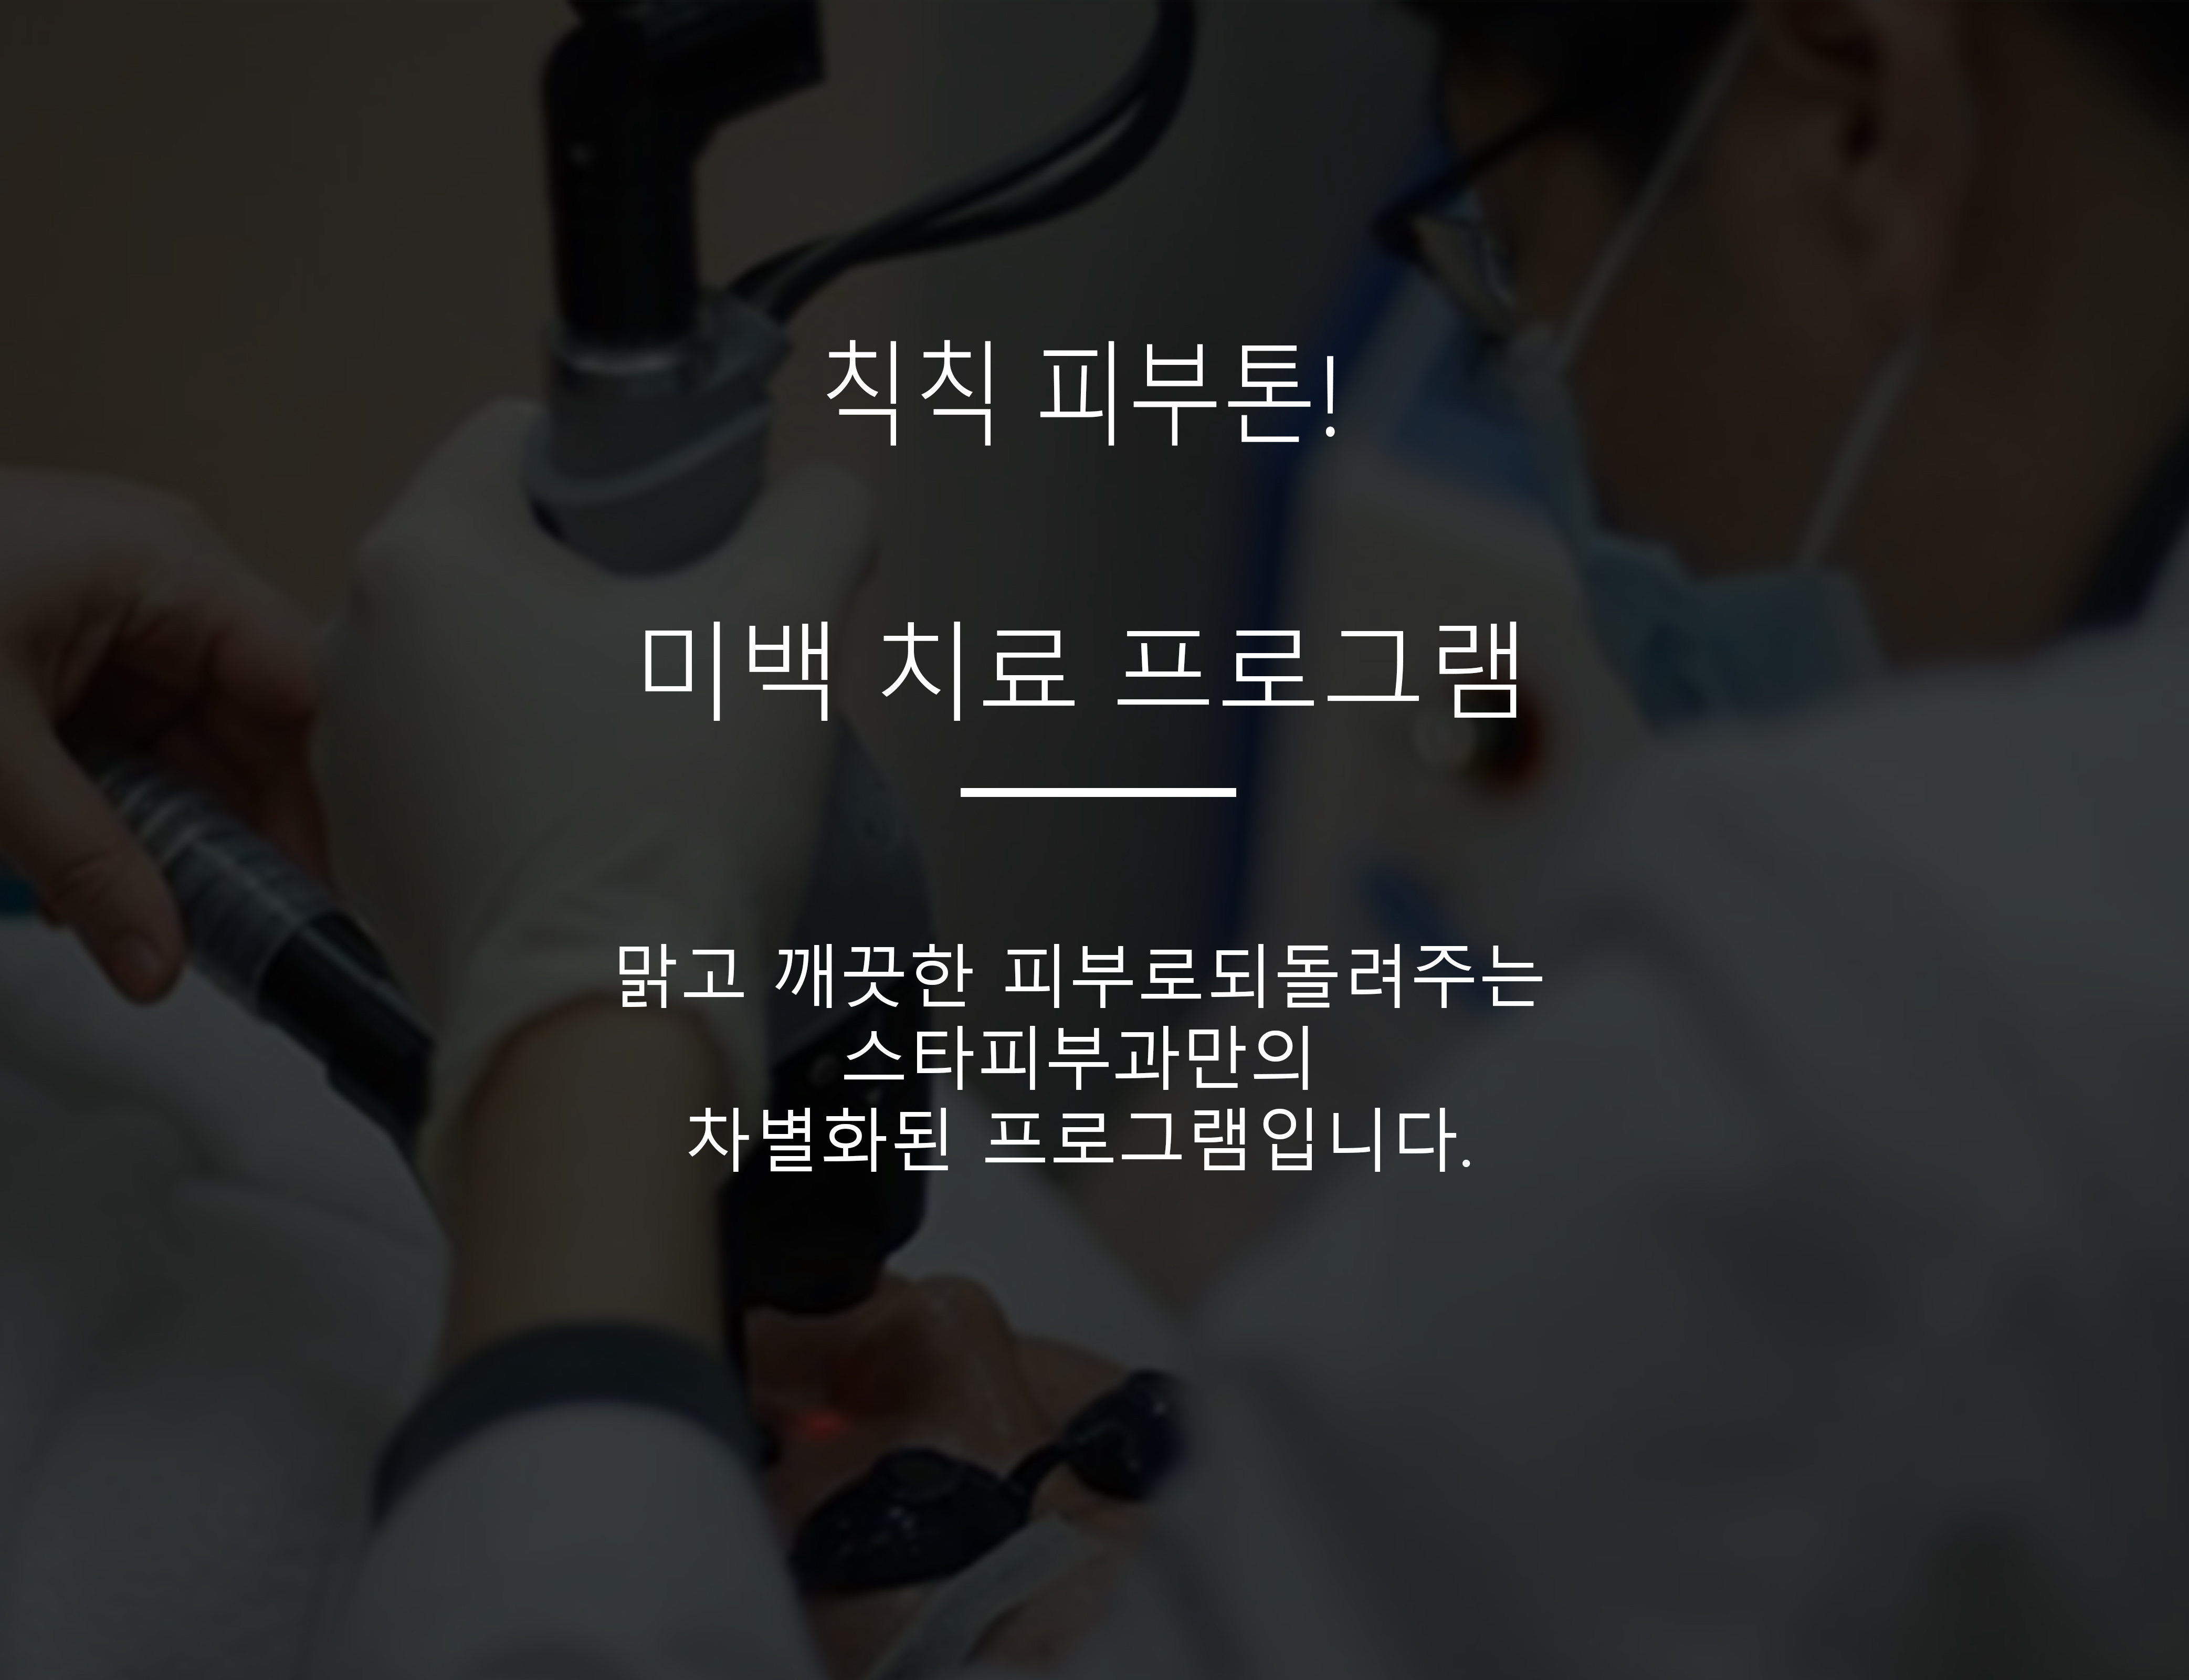 칙칙 피부톤!
미백 치료 프로그램
맑고 깨끗한 피부로되돌려주는
스타피부과만의
차별화된 프로그램입니다.